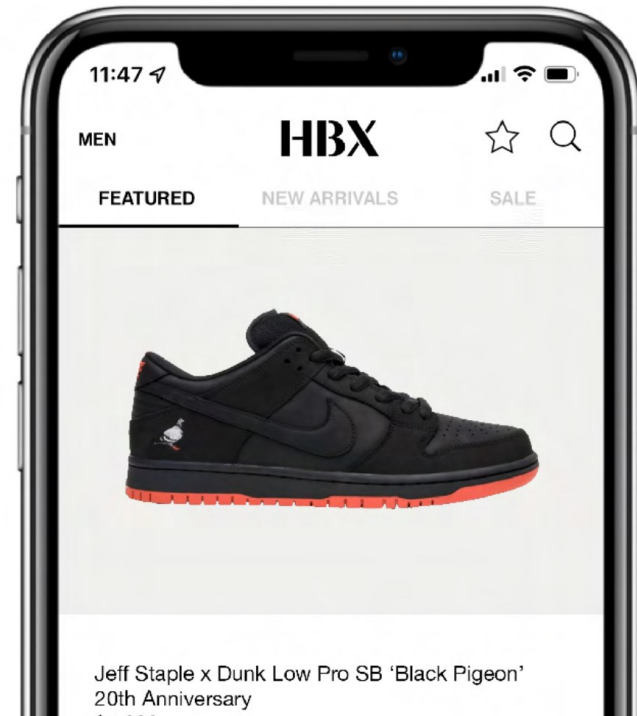 11:47
MEN
HBX
FEATURED NEW ARRIVALS SALE
Jeff Staple x Dunk Low Pro SB ‘Black Pigeon’
20th Anniversary